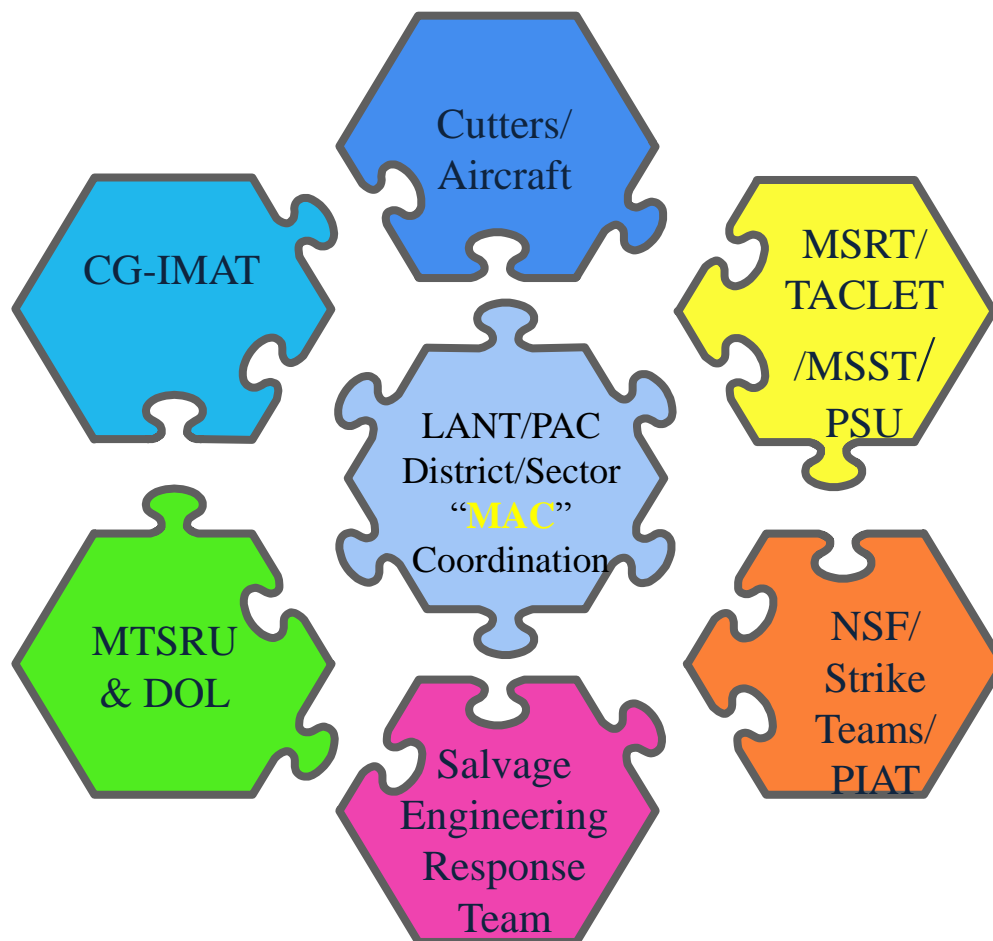 Cutters/
Aircraft
CG-IMAT
MSRT/
TACLET
/MSST/
PSU
LANT/PAC
District/Sector
“MAC”
Coordination
MTSRU
& DOL
NSF/
Strike
Teams/
PIAT
Salvage
Engineering
Response
Team